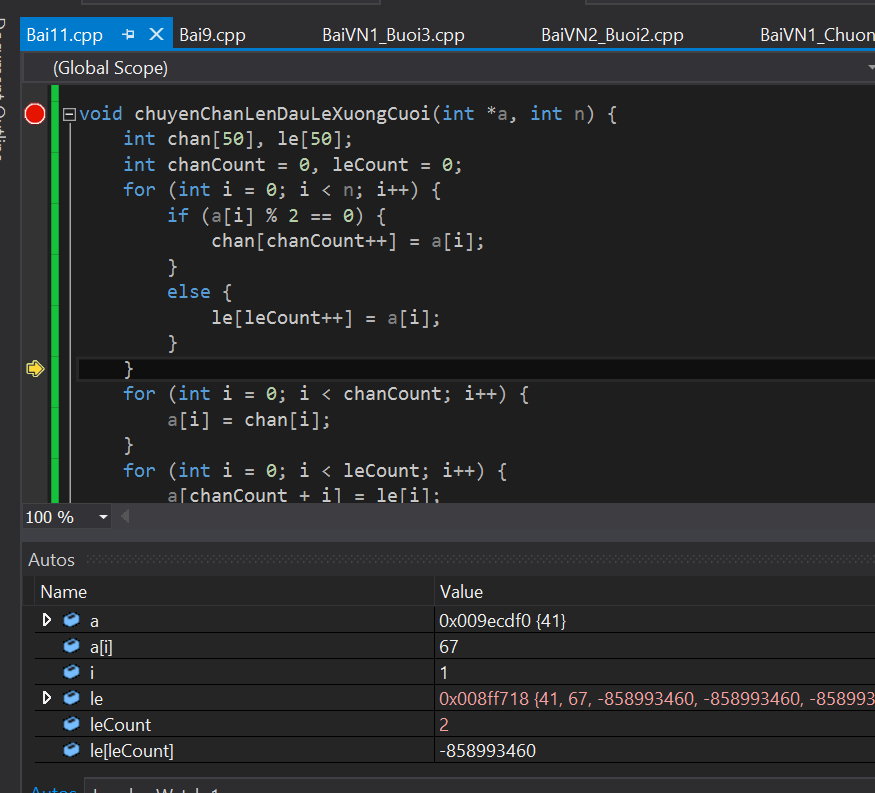 Bai11.cpp Bai9.cpp BaiVN1_Buoi3.cpp BaiVN2_Buoi2.cpp BaiVN1_Chuon
(Global Scope)
void chuyenChanLenDauLeXuongCuoi(int *a, int n) {
int chan[50], le[50];
int chanCount = 0, leCount = 0;
for (int i = 0; i < n; i++) {
if (a[i] % 2 == 0) {
chan[chanCount++] = a[i];
}
else {
le[leCount++] = a[i];
}
}
for (int i = 0; i < chanCount; i++) {
a[i] = chan[i];
}
for (int i = 0; i < leCount; i++) {
a[chanCount + i] = le[i];
100 %
Autos
Name Value
a 0x009ecdf0 {41}
a[i] 67
i 1
le 0x008ff718 {41, 67, -858993460, -858993460, -858993
leCount 2
le[leCount] -858993460
Autos